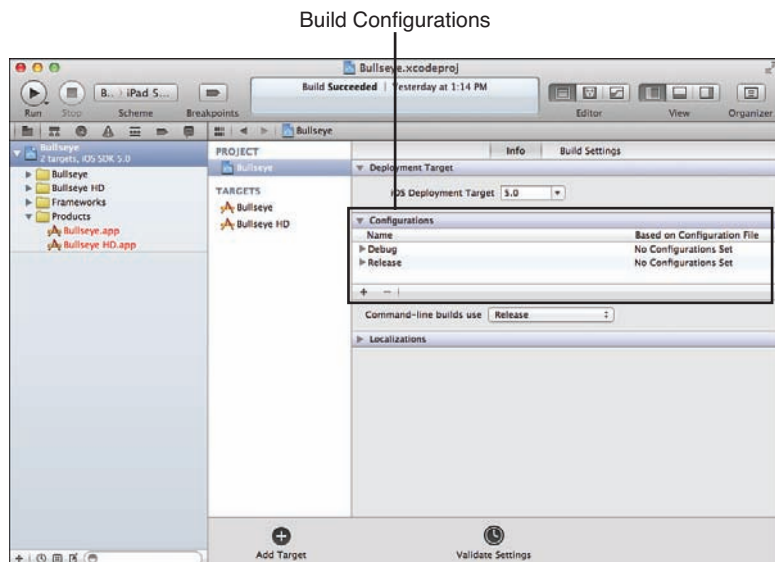 Build Configurations
Bullseye.xcodeproj
B.. iPad 5...
Build Succeeded | Yesterday at 1:14 PM
Run Stop Scheme Breakpoints Editor View Organizer
Bullseye
Bullseye
2 targets, iOS SDK 5.0
Bullseye
Bullseye HD
Frameworks
Products
Bullseye.app
Bullseye HD.app
PROJECT
Bullseye
TARGETS
Bullseye
Bullseye HD
Info Build Settings
Deployment Target
iOS Deployment Target 5.0
Configurations
Name Based on Configuration File
Debug No Configurations Set
Release No Configurations Set
+ −
Command-line builds use Release
Localizations
Add Target Validate Settings